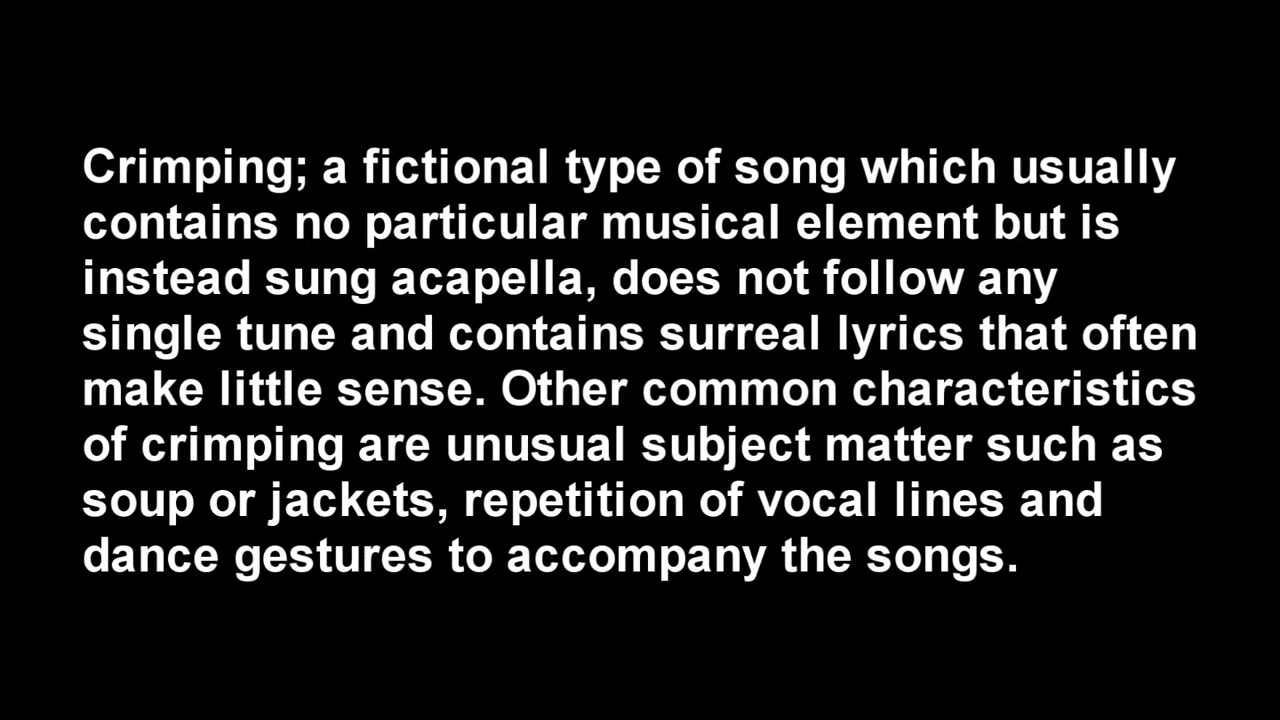 Crimping; a fictional type of song which usually
contains no particular musical element but is
instead sung acapella, does not follow any
single tune and contains surreal lyrics that often
make little sense. Other common characteristics
of crimping are unusual subject matter such as
soup or jackets, repetition of vocal lines and
dance gestures to accompany the songs.